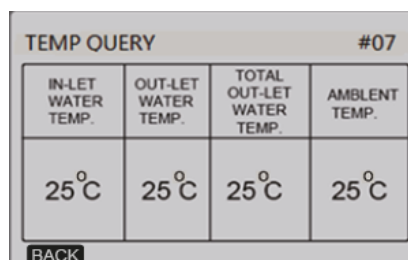 TEMP QUERY #07
IN-LET WATER TEMP.
OUT-LET WATER TEMP.
TOTAL OUT-LET WATER TEMP.
AMBLENT TEMP.
25°C 25°C 25°C 25°C
BACK